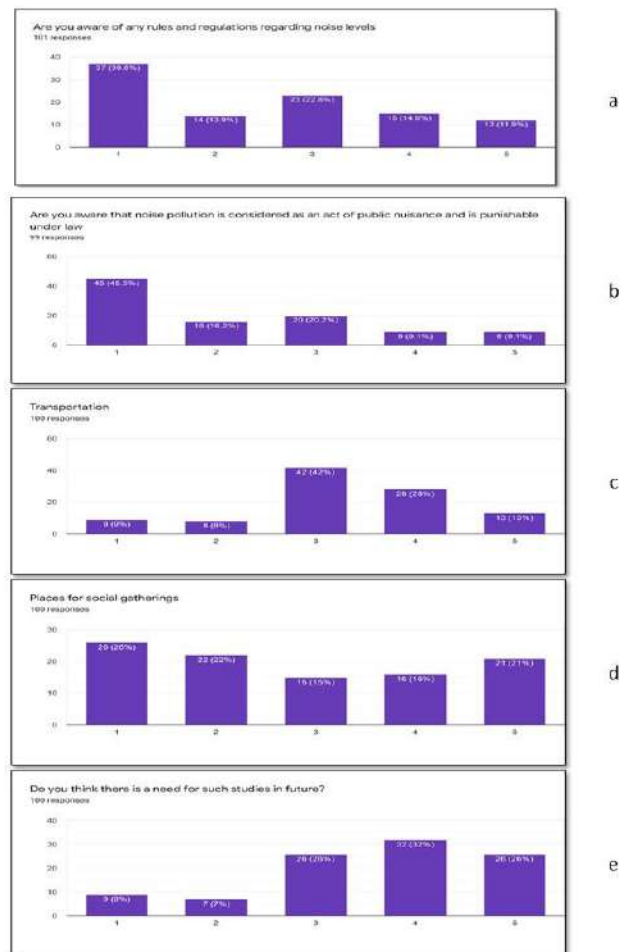 Are you aware of any rules and regulations regarding noise levels
101 responses
40
30
20
10
0
37 (36.6%)
14 (13.9%)
23 (22.8%)
15 (14.9%)
12 (11.9%)
1 2 3 4 5
a
Are you aware that noise pollution is considered as an act of public nuisance and is punishable
under law
99 responses
60
40
20
0
45 (45.5%)
16 (16.2%)
20 (20.2%)
9 (9.1%)
9 (9.1%)
1 2 3 4 5
b
Transportation
100 responses
60
40
20
0
9 (9%)
8 (8%)
42 (42%)
28 (28%)
13 (13%)
1 2 3 4 5
c
Places for social gatherings
100 responses
30
20
10
0
26 (26%)
22 (22%)
15 (15%)
16 (16%)
21 (21%)
1 2 3 4 5
d
Do you think there is a need for such studies in future?
100 responses
40
30
20
10
0
9 (9%)
7 (7%)
26 (26%)
32 (32%)
26 (26%)
1 2 3 4 5
e